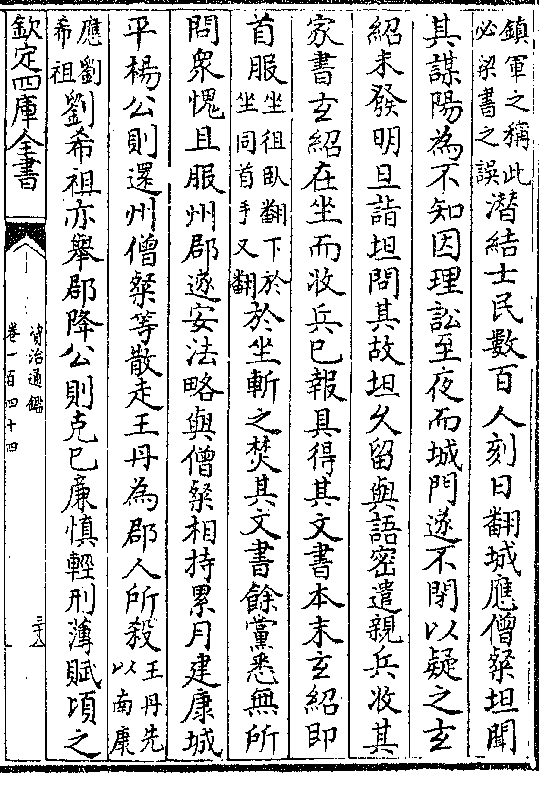 鎮軍之稱此必梁書之誤潛結士民數百人刻日翻城應僧粲坦聞
其謀陽為不知因理訟至夜而城門遂不閉以疑之玄
紹未發明旦詣坦問其故坦久留與語密遣親兵收其
家書玄紹在坐而收兵已報具得其文書本末玄紹即
首服坐徂臥翻下於坐同首手又翻於坐斬之焚其文書餘黨悉無所
問衆愧且服州郡遂安法略與僧粲相持累月建康城
平楊公則還州僧粲等散走王丹為郡人所殺王丹先以南康
應劉希祖劉希祖亦舉郡降公則克已廉慎輕刑薄賦頃之
欽定四庫全書
資治通鑑
卷一百四十四